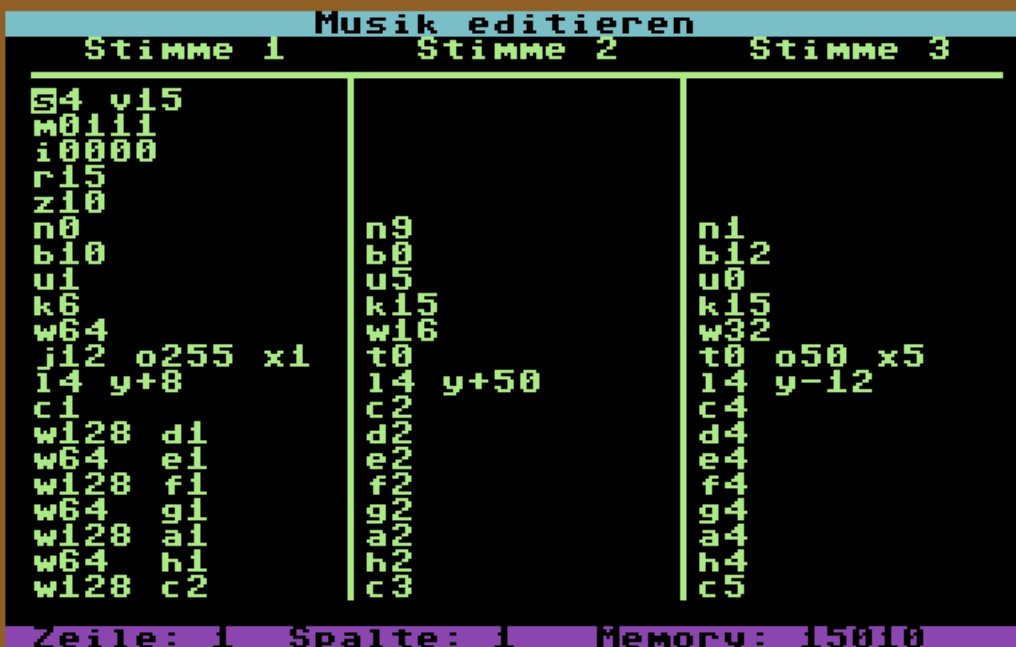 Musik editieren
Stimme 1 Stimme 2 Stimme 3
s4 v15
m0111
i0000
r15
z10
n0 n9 n1
b10 b0 b12
u1 u5 u0
k6 k15 k15
w64 w16 w32
j12 o255 x1 t0 t0 o50 x5
l4 y+8 l4 y+50 l4 y-12
c1 c2 c4
w128 d1 d2 d4
w64 e1 e2 e4
w128 f1 f2 f4
w64 g1 g2 g4
w128 a1 a2 a4
w64 h1 h2 h4
w128 c2 c3 c5
Zeile: 1 Spalte: 1 Memory: 15010